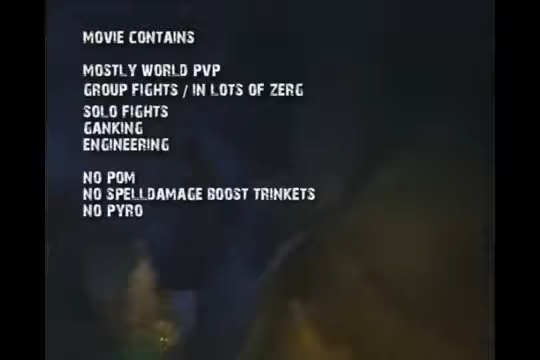 MOVIE CONTAINS
MOSTLY WORLD PVP
GROUP FIGHTS / IN LOTS OF ZERG
SOLO FIGHTS
GANKING
ENGINEERING
NO POM
NO SPELLDAMAGE BOOST TRINKETS
NO PYRO